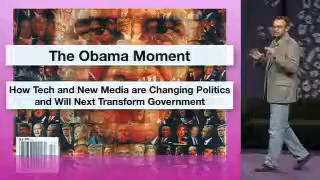 The Obama Moment
How Tech and New Media are Changing Politics
and Will Next Transform Government